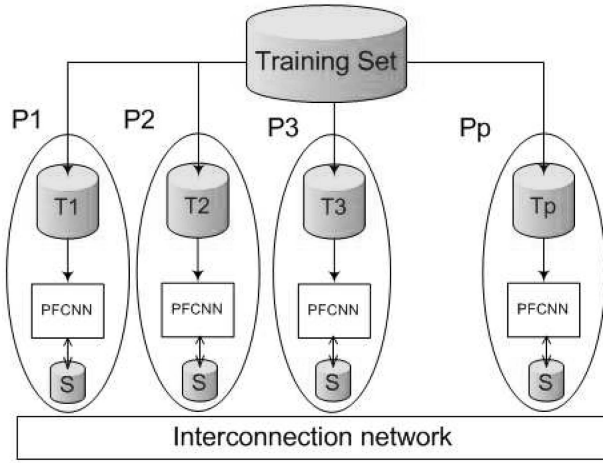 Training Set
P1
P2
P3
Pp
T1
T2
T3
Tp
PFCNN
PFCNN
PFCNN
PFCNN
S
S
S
S
Interconnection network